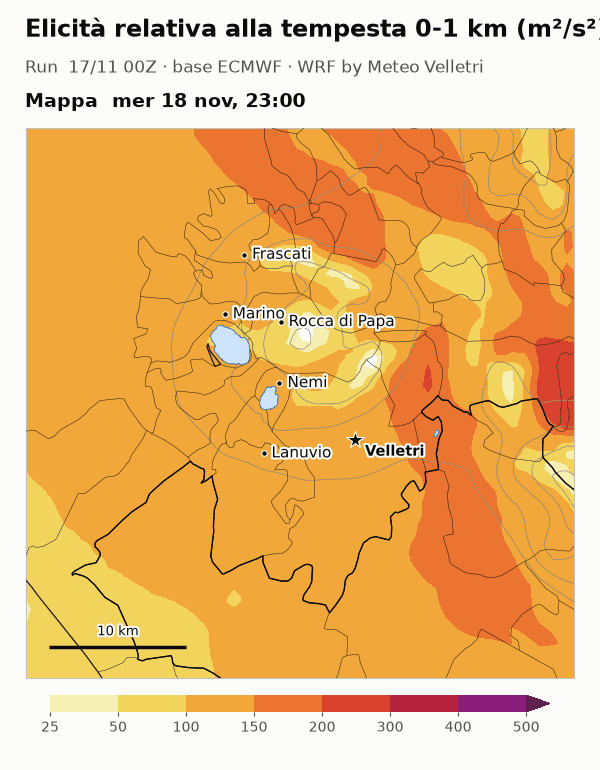 Elicità relativa alla tempesta 0-1 km (m²/s²)
Run 17/11 00Z · base ECMWF · WRF by Meteo Velletri
Mappa mer 18 nov, 23:00
Frascati
Marino
Rocca di Papa
Nemi
Velletri
Lanuvio
10 km
25 50 100 150 200 300 400 500